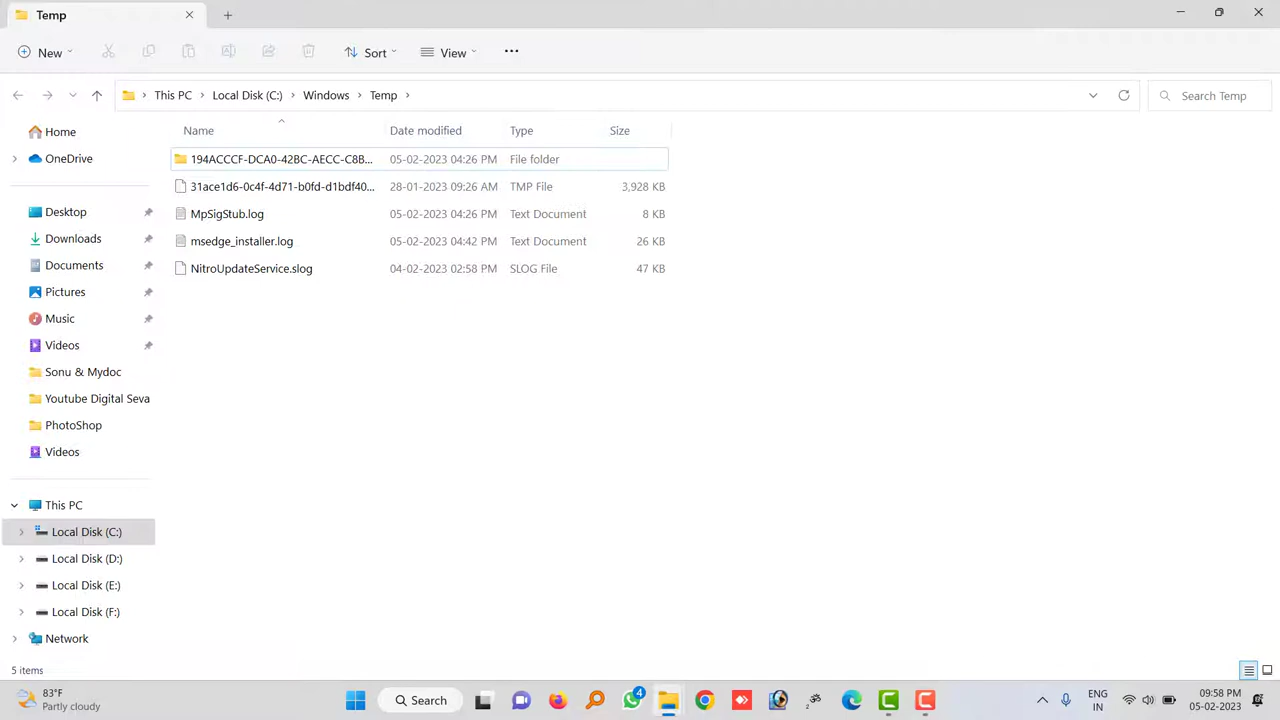 Temp
New
Sort
View
This PC
Local Disk (C:)
Windows
Temp
Search Temp
Name
Date modified
Type
Size
194ACCCF-DCA0-42BC-AECC-C8B... 05-02-2023 04:26 PM File folder
31ace1d6-0c4f-4d71-b0fd-d1bdf40... 28-01-2023 09:26 AM TMP File 3,928 KB
MpSigStub.log 05-02-2023 04:26 PM Text Document 8 KB
msedge_installer.log 05-02-2023 04:42 PM Text Document 26 KB
NitroUpdateService.slog 04-02-2023 02:58 PM SLOG File 47 KB
Home
OneDrive
Desktop
Downloads
Documents
Pictures
Music
Videos
Sonu & Mydoc
Youtube Digital Seva
PhotoShop
Videos
This PC
Local Disk (C:)
Local Disk (D:)
Local Disk (E:)
Local Disk (F:)
Network
5 items
83°F
Partly cloudy
Search
4
ENG
IN
09:58 PM
05-02-2023